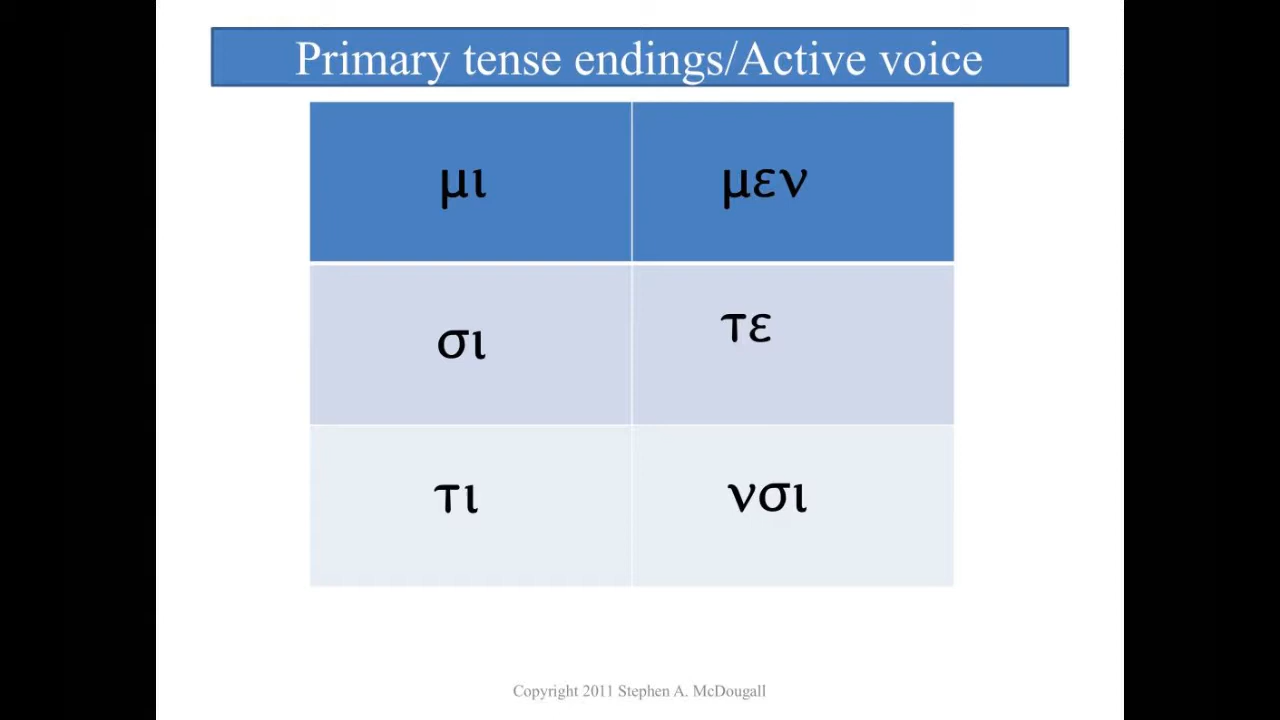 Primary tense endings/Active voice
μι μεν
σι τε
τι νσι
Copyright 2011 Stephen A. McDougall